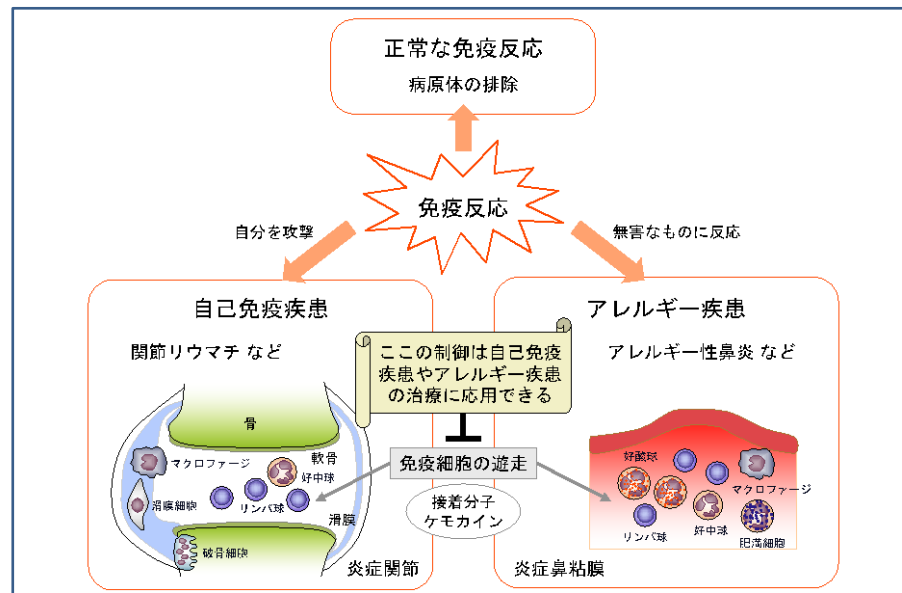 正常な免疫反応
病原体の排除
免疫反応
自分を攻撃
無害なものに反応
自己免疫疾患
関節リウマチ など
アレルギー疾患
アレルギー性鼻炎 など
ここの制御は自己免疫
疾患やアレルギー疾患
の治療に応用できる
骨
軟骨
マクロファージ
好中球
滑膜細胞
リンパ球
滑膜
破骨細胞
炎症関節
免疫細胞の遊走
接着分子
ケモカイン
好酸球
マクロファージ
リンパ球
好中球
肥満細胞
炎症鼻粘膜